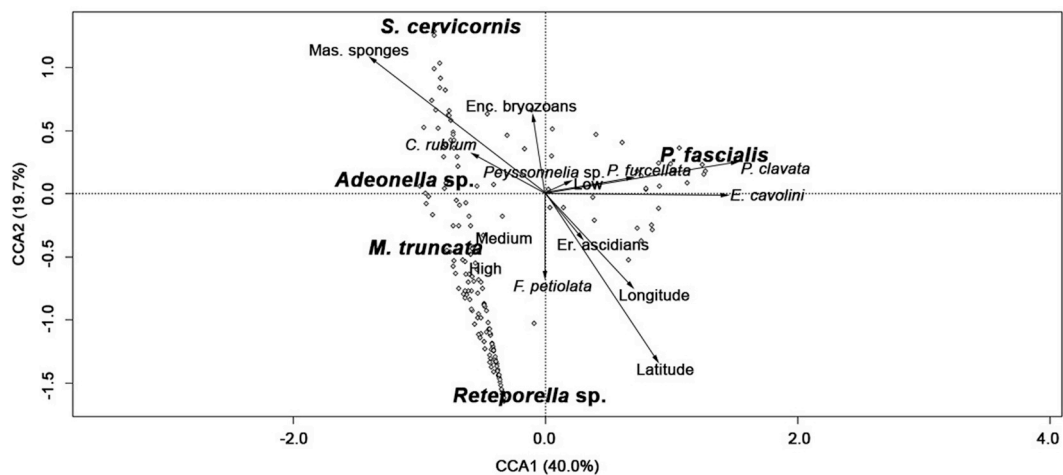 S. cervicornis
Mas. sponges
1.0
Enc. bryozoans
0.5
C. rubrum
P. fascialis
Peyssonnelia sp.
P. furcellata
P. clavata
Adeonella sp.
Low
0.0
E. cavolini
CCA2 (19.7%)
Medium
Er. ascidians
M. truncata
-0.5
High
F. petiolata
Longitude
-1.0
Latitude
-1.5
Reteporella sp.
-2.0 0.0 2.0 4.0
CCA1 (40.0%)